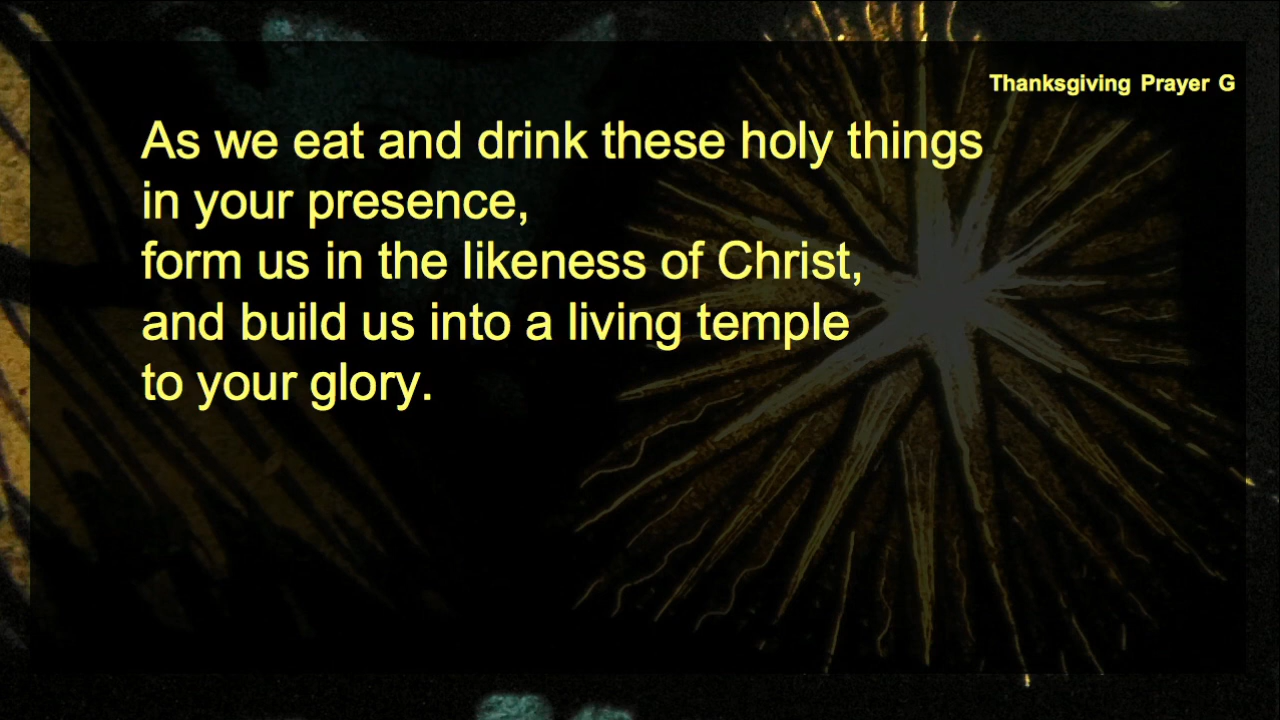 Thanksgiving Prayer G
As we eat and drink these holy things
in your presence,
form us in the likeness of Christ,
and build us into a living temple
to your glory.